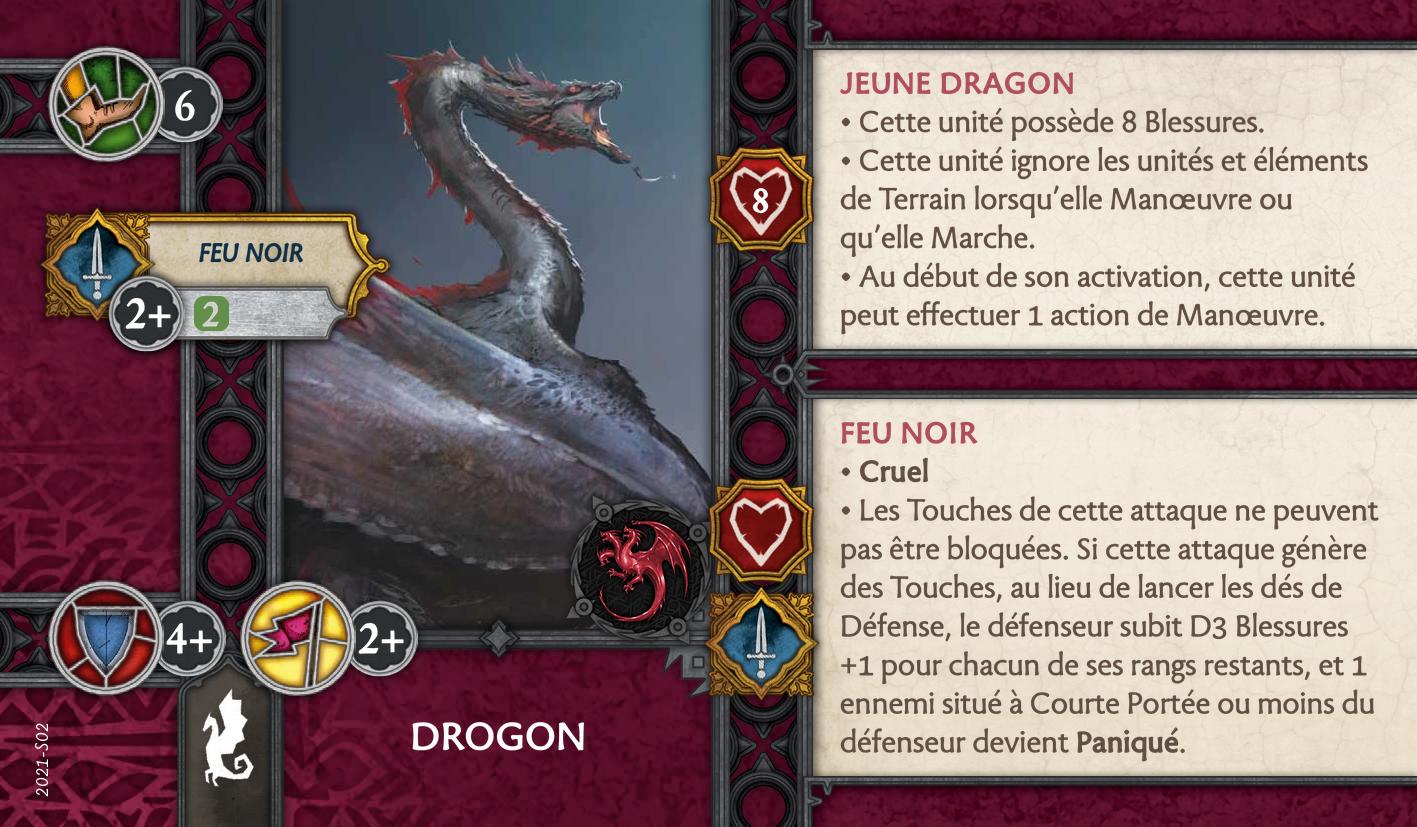 6
FEU NOIR
2+ 2
4+ 2+
DROGON
2021-S02
8
JEUNE DRAGON
• Cette unité possède 8 Blessures.
• Cette unité ignore les unités et éléments
de Terrain lorsqu’elle Manœuvre ou
qu’elle Marche.
• Au début de son activation, cette unité
peut effectuer 1 action de Manœuvre.
FEU NOIR
• Cruel
• Les Touches de cette attaque ne peuvent
pas être bloquées. Si cette attaque génère
des Touches, au lieu de lancer les dés de
Défense, le défenseur subit D3 Blessures
+1 pour chacun de ses rangs restants, et 1
ennemi situé à Courte Portée ou moins du
défenseur devient Paniqué.